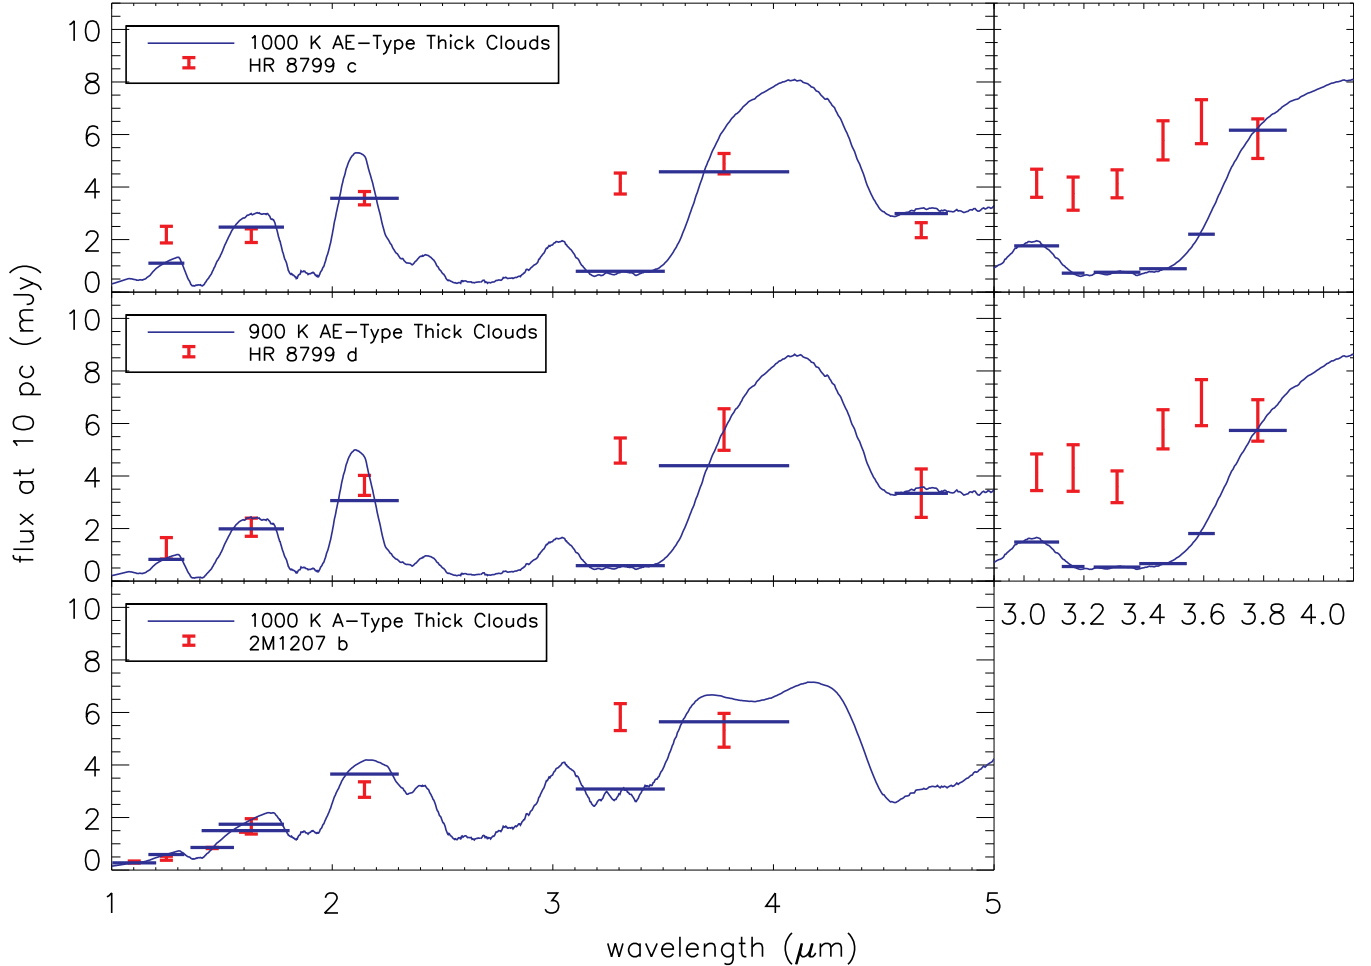 10
8
6
4
2
0
1000 K AE-Type Thick Clouds
HR 8799 c
10
8
6
4
2
0
900 K AE-Type Thick Clouds
HR 8799 d
3.0 3.2 3.4 3.6 3.8 4.0
10
8
6
4
2
0
1000 K A-Type Thick Clouds
2M1207 b
1 2 3 4 5
wavelength (μm)
flux at 10 pc (mJy)